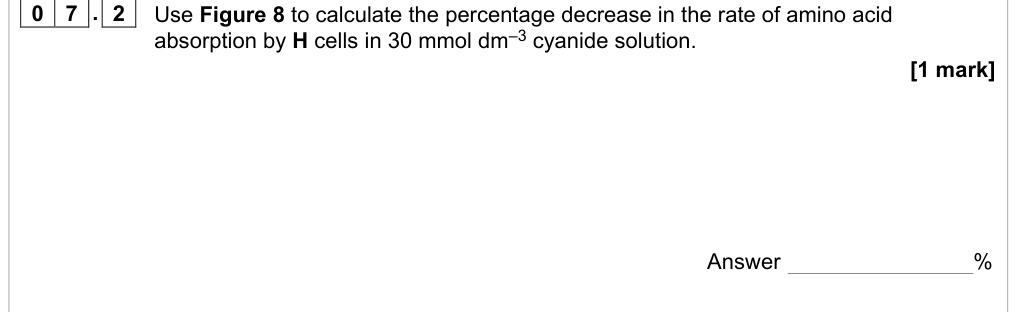 0 7 . 2 Use Figure 8 to calculate the percentage decrease in the rate of amino acid
absorption by H cells in 30 mmol dm⁻³ cyanide solution.
[1 mark]
Answer ____________ %